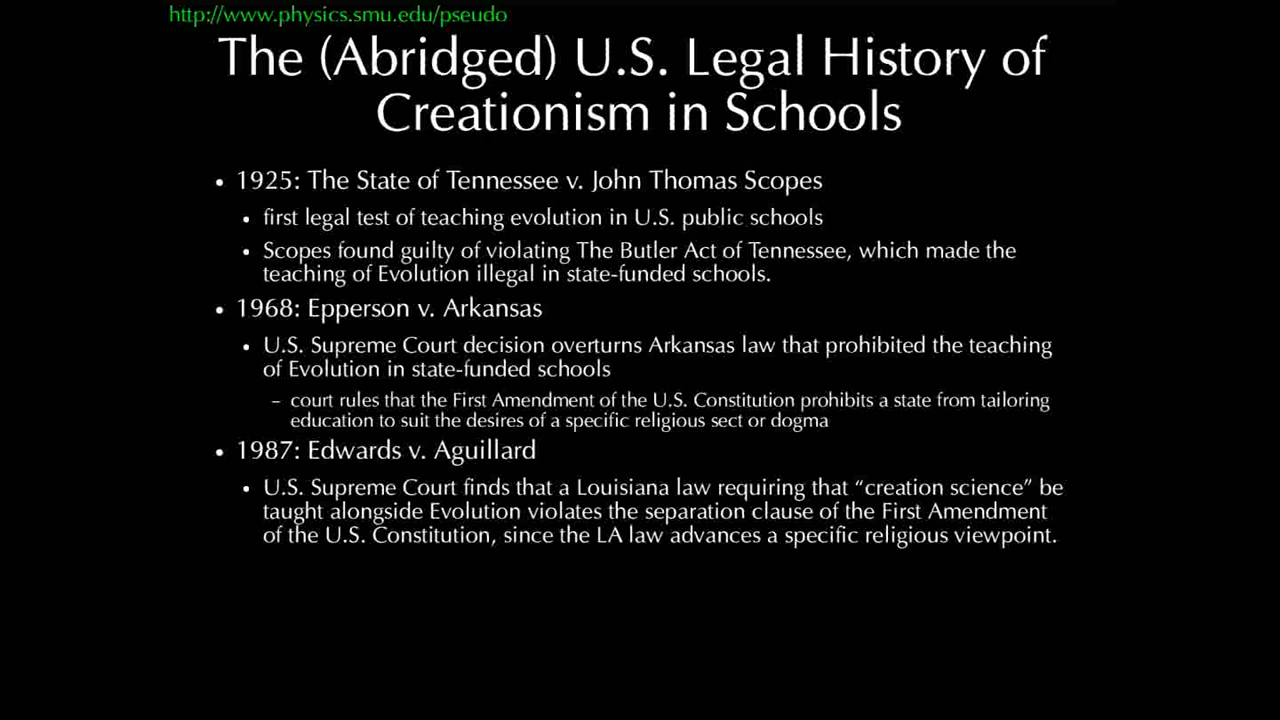 http://www.physics.smu.edu/pseudo
The (Abridged) U.S. Legal History of
Creationism in Schools
• 1925: The State of Tennessee v. John Thomas Scopes
• first legal test of teaching evolution in U.S. public schools
• Scopes found guilty of violating The Butler Act of Tennessee, which made the
teaching of Evolution illegal in state-funded schools.
• 1968: Epperson v. Arkansas
• U.S. Supreme Court decision overturns Arkansas law that prohibited the teaching
of Evolution in state-funded schools
– court rules that the First Amendment of the U.S. Constitution prohibits a state from tailoring
education to suit the desires of a specific religious sect or dogma
• 1987: Edwards v. Aguillard
• U.S. Supreme Court finds that a Louisiana law requiring that “creation science” be
taught alongside Evolution violates the separation clause of the First Amendment
of the U.S. Constitution, since the LA law advances a specific religious viewpoint.